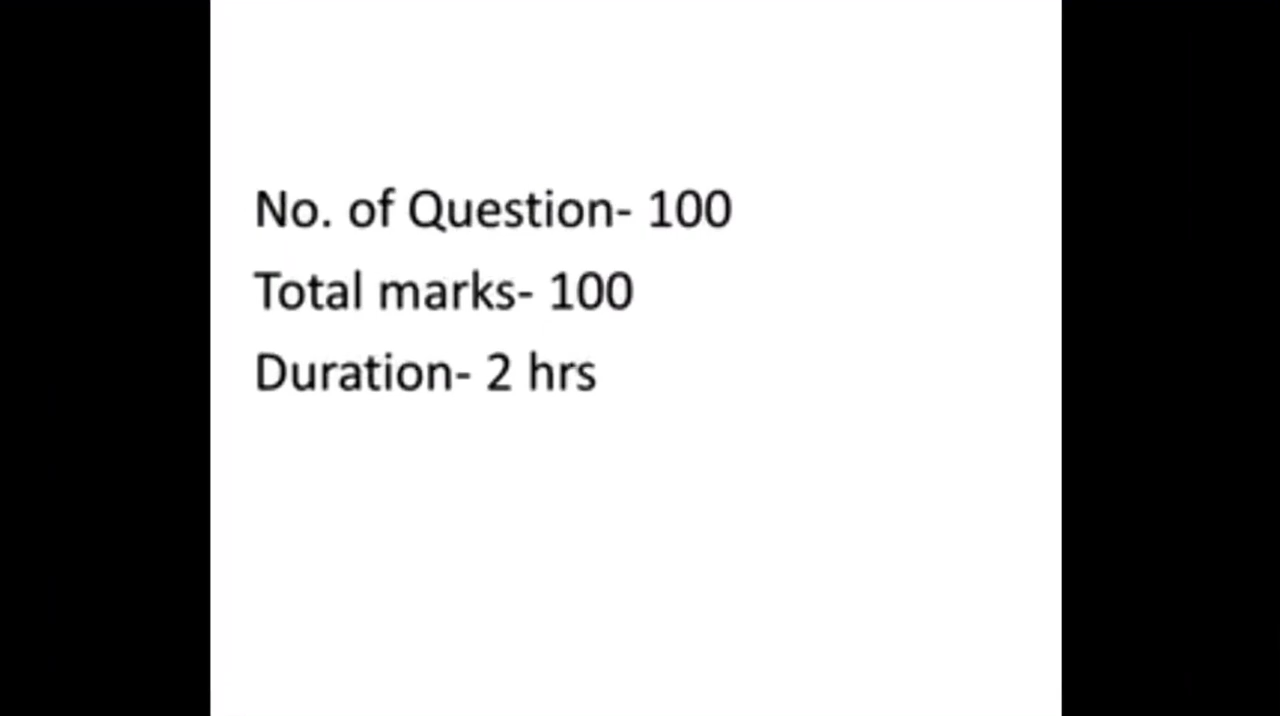 No. of Question- 100
Total marks- 100
Duration- 2 hrs